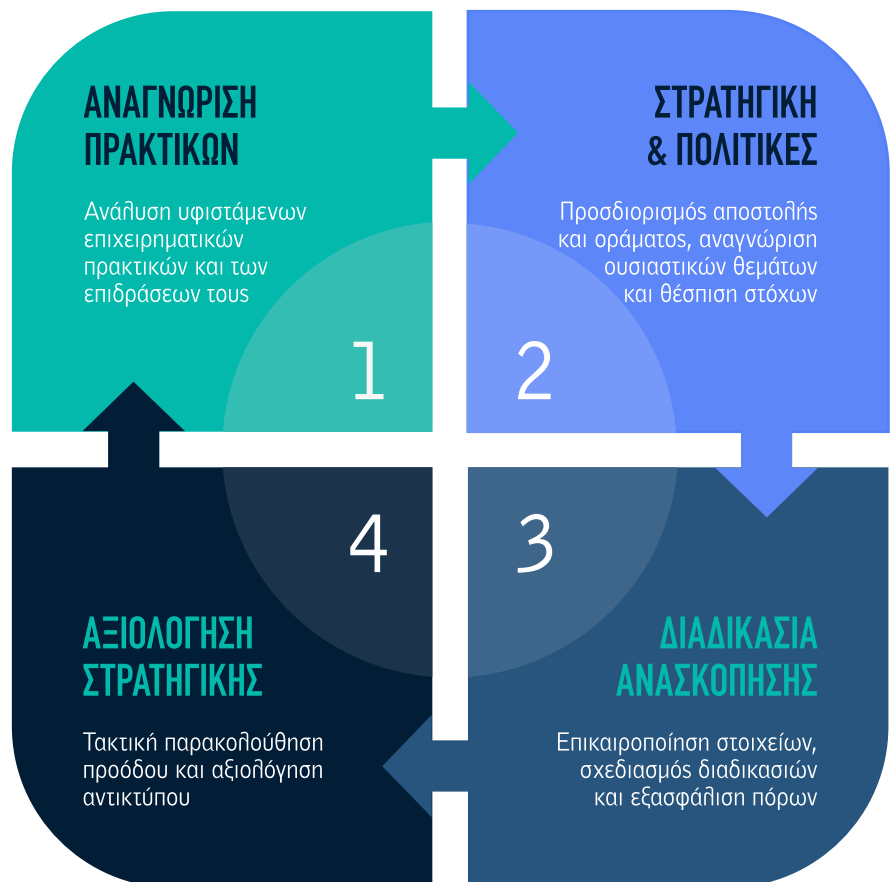 ΑΝΑΓΝΩΡΙΣΗ
ΠΡΑΚΤΙΚΩΝ
Ανάλυση υφιστάμενων
επιχειρηματικών
πρακτικών και των
επιδράσεων τους
1
ΣΤΡΑΤΗΓΙΚΗ
& ΠΟΛΙΤΙΚΕΣ
Προσδιορισμός αποστολής
και οράματος, αναγνώριση
ουσιαστικών θεμάτων
και θέσπιση στόχων
2
3
ΔΙΑΔΙΚΑΣΙΑ
ΑΝΑΣΚΟΠΗΣΗΣ
Επικαιροποίηση στοιχείων,
σχεδιασμός διαδικασιών
και εξασφάλιση πόρων
4
ΑΞΙΟΛΟΓΗΣΗ
ΣΤΡΑΤΗΓΙΚΗΣ
Τακτική παρακολούθηση
προόδου και αξιολόγηση
αντικτύπου